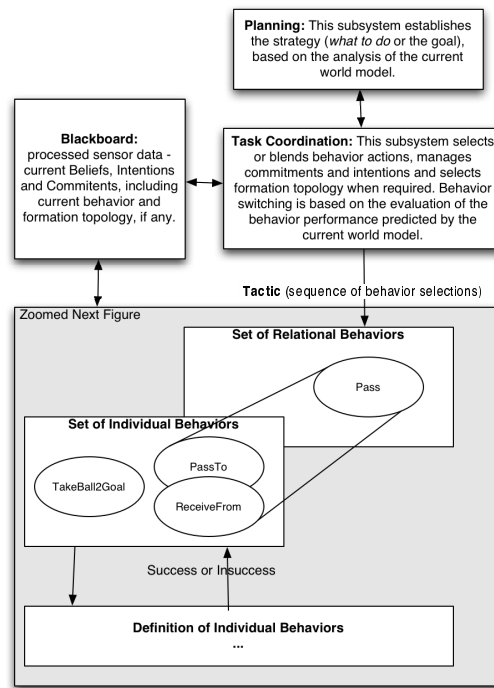 Planning: This subsystem establishes
the strategy (what to do or the goal),
based on the analysis of the current
world model.
Blackboard:
processed sensor data -
current Beliefs, Intentions
and Commitents, including
current behavior and
formation topology, if any.
Task Coordination: This subsystem selects
or blends behavior actions, manages
commitments and intentions and selects
formation topology when required. Behavior
switching is based on the evaluation of the
behavior performance predicted by the
current world model.
Tactic (sequence of behavior selections)
Zoomed Next Figure
Set of Relational Behaviors
Pass
Set of Individual Behaviors
PassTo
TakeBall2Goal
ReceiveFrom
Success or Insuccess
Definition of Individual Behaviors
...